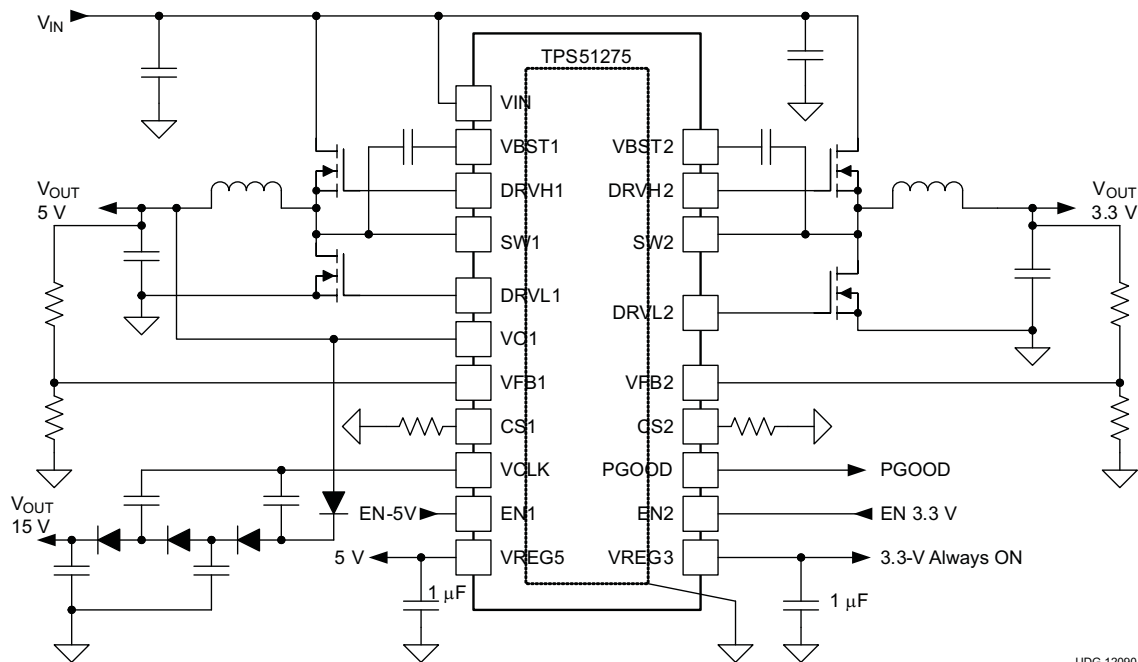 TPS51275
VIN
VIN
VBST1
VBST2
DRVH1
DRVH2
VOUT
5 V
VOUT
3.3 V
SW1
SW2
DRVL1
DRVL2
VO1
VFB1
VFB2
CS1
CS2
VCLK
PGOOD
PGOOD
VOUT
15 V
EN-5V
EN1
EN2
EN 3.3 V
5 V
VREG5
VREG3
3.3-V Always ON
1 μF
1 μF
UDG-12090